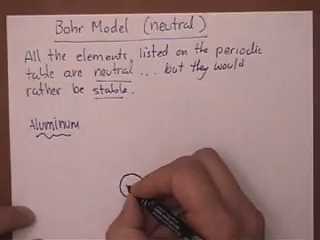 Bohr Model (neutral)
All the elements listed on the periodic
table are neutral ... but they would
rather be stable.
Aluminum